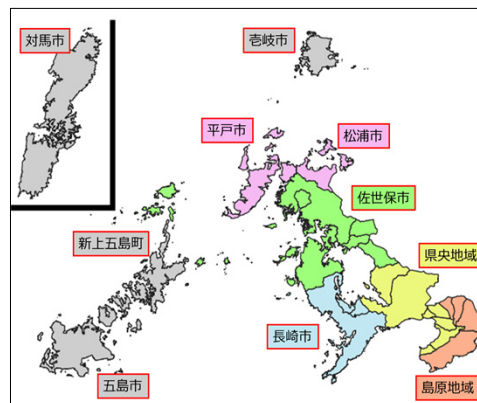 対馬市
壱岐市
平戸市
松浦市
佐世保市
新上五島町
県央地域
長崎市
五島市
島原地域